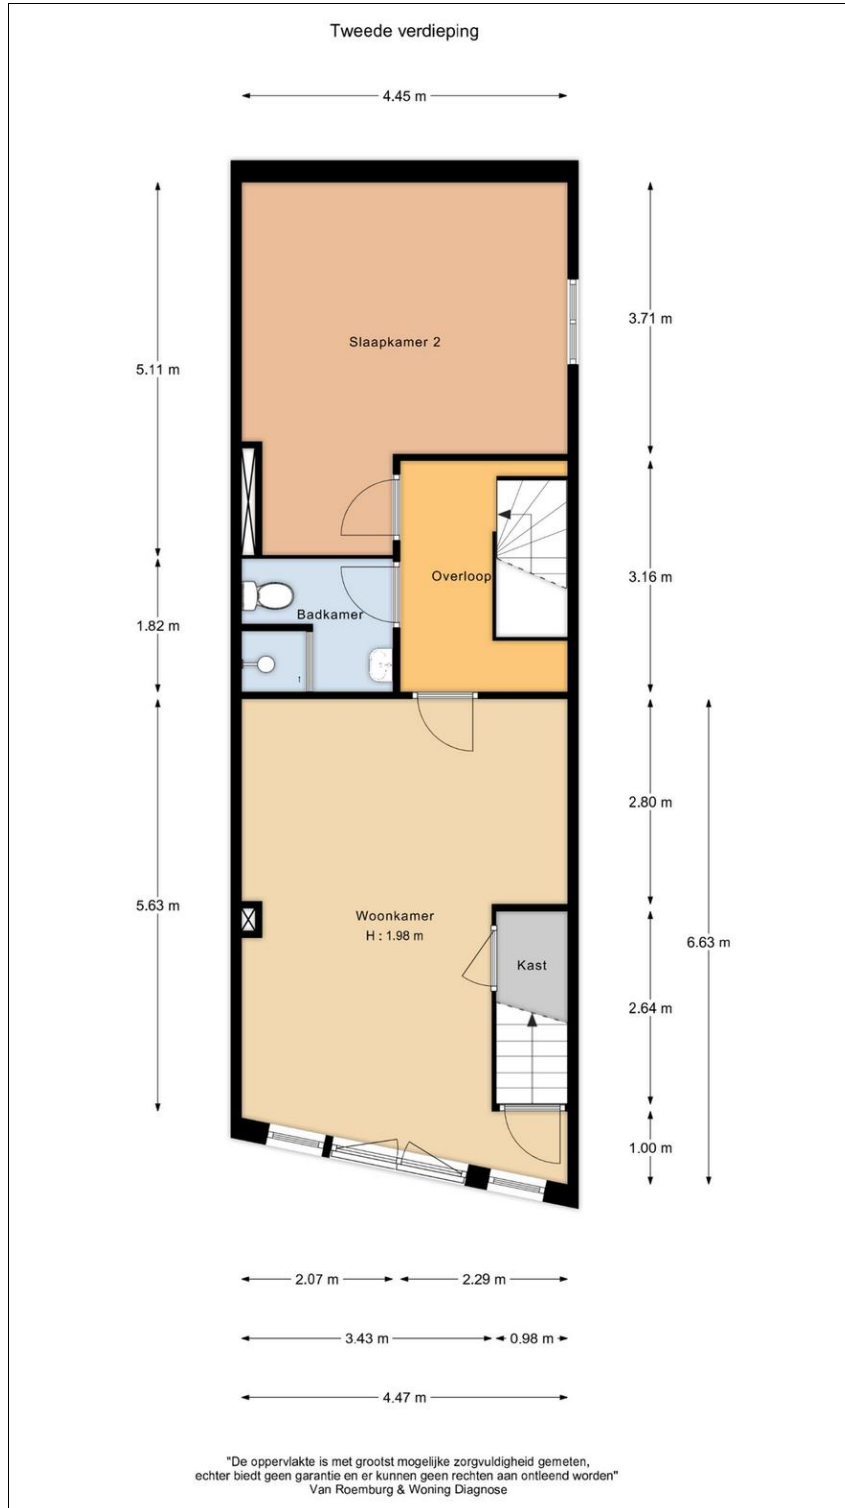 Tweede verdieping
4.45 m
3.71 m
Slaapkamer 2
5.11 m
Overloop
3.16 m
Badkamer
1.82 m
2.80 m
5.63 m
Woonkamer
H : 1.98 m
6.63 m
Kast
2.64 m
1.00 m
2.07 m
2.29 m
3.43 m
0.98 m
4.47 m
"De oppervlakte is met grootst mogelijke zorgvuldigheid gemeten,
echter biedt geen garantie en er kunnen geen rechten aan ontleend worden"
Van Roemburg & Woning Diagnose